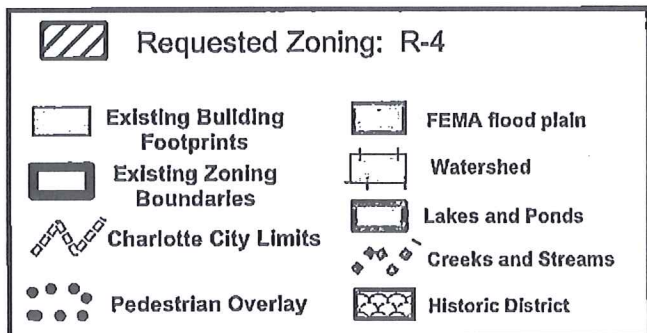 Requested Zoning: R-4
Existing Building
Footprints
Existing Zoning
Boundaries
Charlotte City Limits
Pedestrian Overlay
FEMA flood plain
Watershed
Lakes and Ponds
Creeks and Streams
Historic District